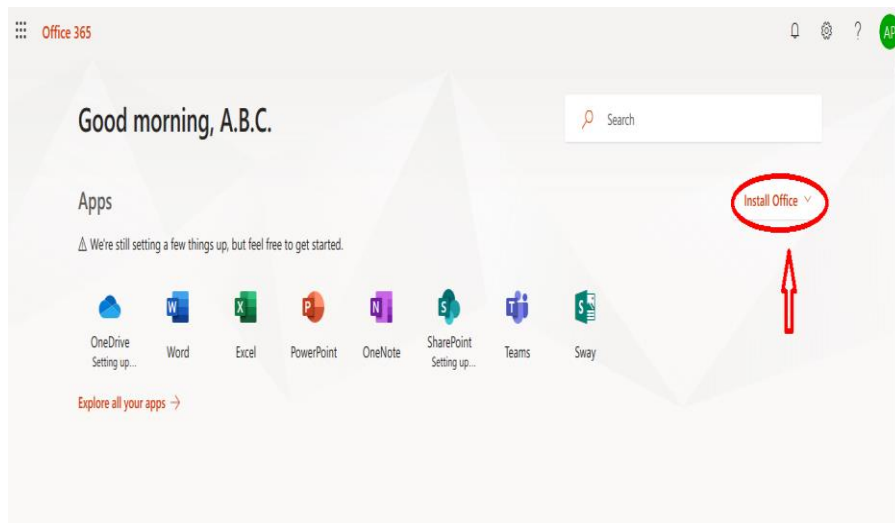 Office 365
?
AP
Good morning, A.B.C.
Search
Apps
Install Office
We're still setting a few things up, but feel free to get started.
OneDrive
Setting up...
Word
Excel
PowerPoint
OneNote
SharePoint
Setting up...
Teams
Sway
Explore all your apps →